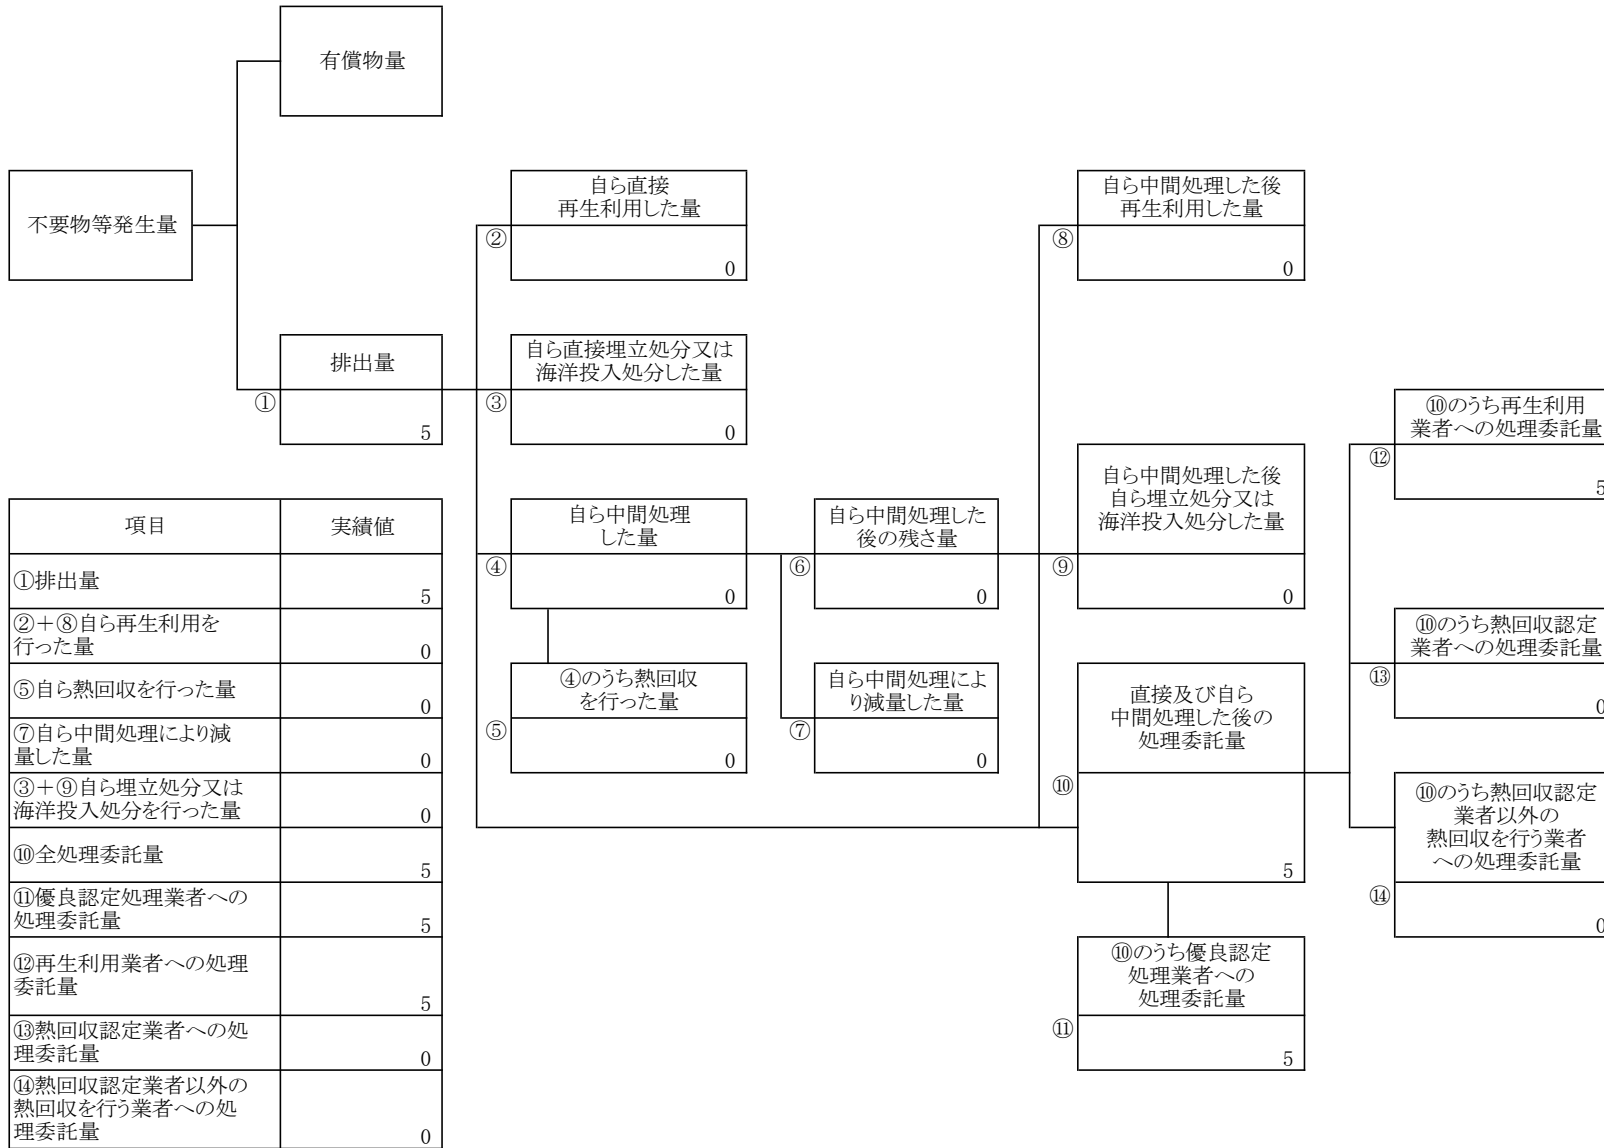 有償物量
不要物等発生量
自ら直接
再生利用した量
②
0
自ら中間処理した後
再生利用した量
⑧
0
排出量
①
5
自ら直接埋立処分又は
海洋投入処分した量
③
0
⑩のうち再生利用
業者への処理委託量
⑫
5
自ら中間処理
した量
④
0
自ら中間処理した
後の残さ量
⑥
0
自ら中間処理した後
自ら埋立処分又は
海洋投入処分した量
⑨
0
⑩のうち熱回収認定
業者への処理委託量
⑬
0
④のうち熱回収
を行った量
⑤
0
自ら中間処理によ
り減量した量
⑦
0
直接及び自ら
中間処理した後の
処理委託量
⑩
5
⑩のうち熱回収認定
業者以外の
熱回収を行う業者
への処理委託量
⑭
0
⑩のうち優良認定
処理業者への
処理委託量
⑪
5
項目 実績値
①排出量
5
②+⑧自ら再生利用を
行った量
0
⑤自ら熱回収を行った量
0
⑦自ら中間処理により減
量した量
0
③+⑨自ら埋立処分又は
海洋投入処分を行った量
0
⑩全処理委託量
5
⑪優良認定処理業者への
処理委託量
5
⑫再生利用業者への処理
委託量
5
⑬熱回収認定業者への処
理委託量
0
⑭熱回収認定業者以外の
熱回収を行う業者への処
理委託量
0